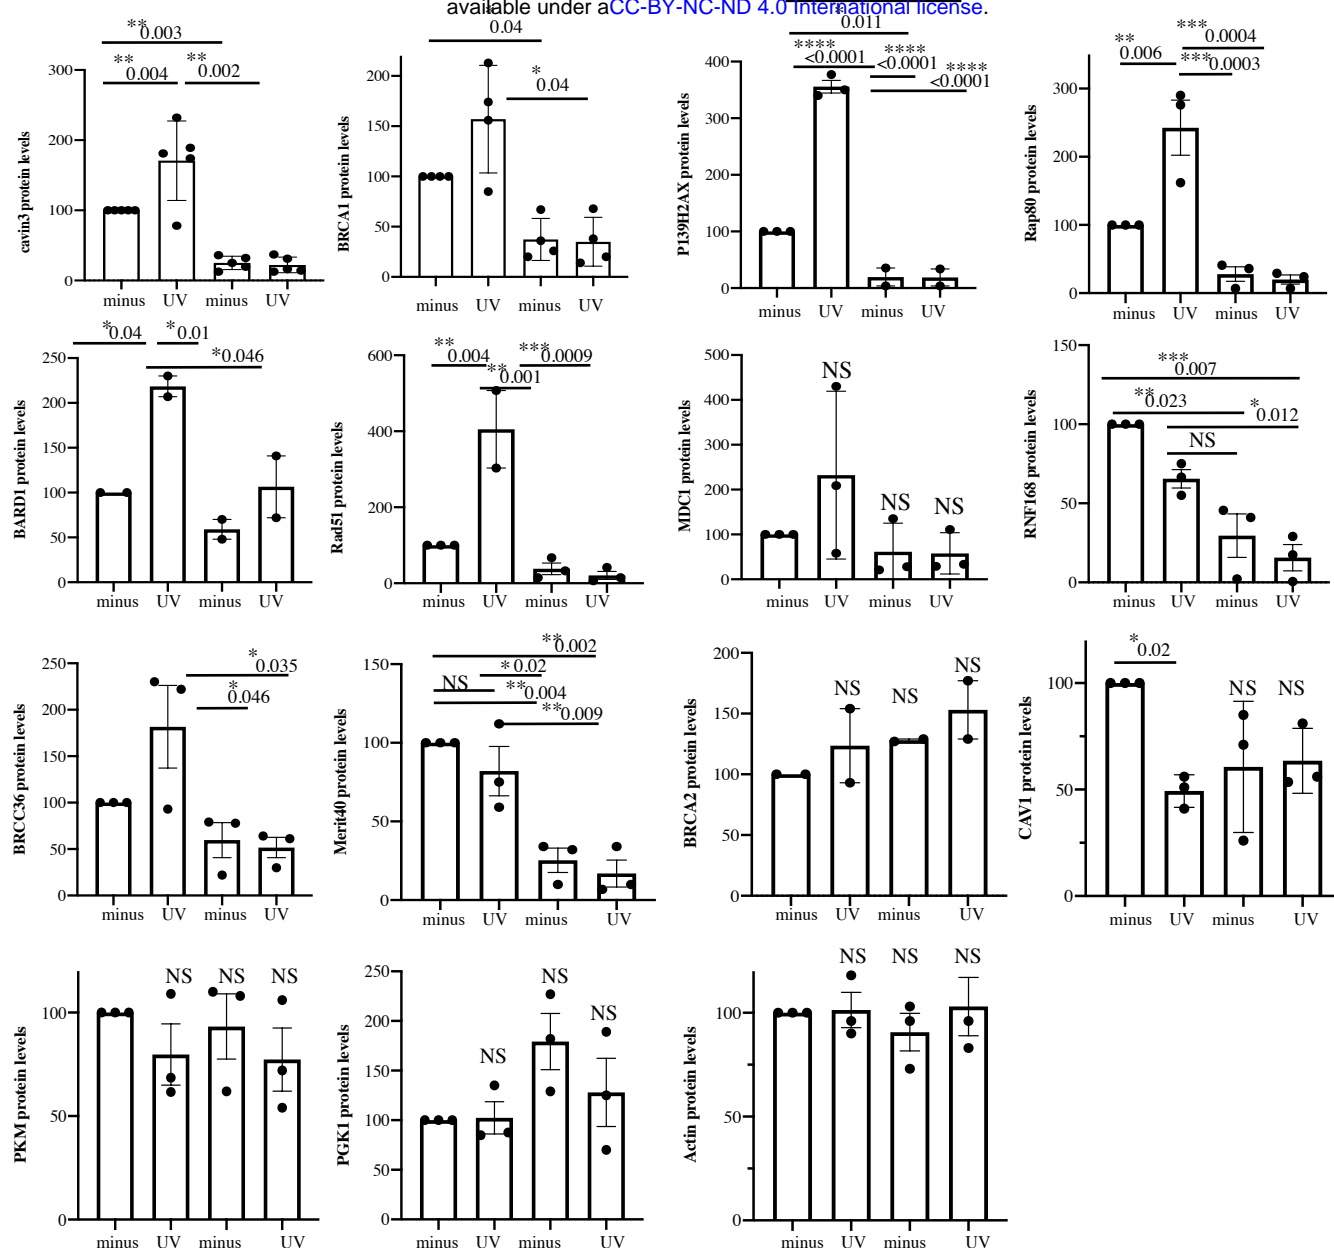 available under aCC-BY-NC-ND 4.0 International license.
cavin3 protein levels
300
200
100
0
**
0.003
**
0.004
**
0.002
minus
UV
minus
UV
BRCA1 protein levels
200
150
100
50
0
0.04
*
0.04
minus
UV
minus
UV
P139H2AX protein levels
400
300
200
100
0
0.011
****
<0.0001
****
<0.0001
****
<0.0001
minus
UV
minus
UV
Rap80 protein levels
300
200
100
0
**
0.006
***
0.0004
***
0.0003
minus
UV
minus
UV
BARD1 protein levels
250
200
150
100
50
0
*0.04
*0.01
*0.046
minus
UV
minus
UV
Rad51 protein levels
600
400
200
0
**
0.004
**
0.001
***
0.0009
minus
UV
minus
UV
MDC1 protein levels
500
400
300
200
100
0
NS
NS
NS
minus
UV
minus
UV
RNF168 protein levels
150
100
50
0
***
0.007
**
0.023
*
0.012
NS
minus
UV
minus
UV
BRCC36 protein levels
250
200
150
100
50
0
*
0.035
*
0.046
minus
UV
minus
UV
Merit40 protein levels
150
100
50
0
**
0.002
* 0.02
NS
**
0.004
**
0.009
minus
UV
minus
UV
BRCA2 protein levels
200
150
100
50
0
NS
NS
NS
minus
UV
minus
UV
CAV1 protein levels
100
50
0
*
0.02
NS
NS
minus
UV
minus
UV
PKM protein levels
100
50
0
NS
NS
NS
minus
UV
minus
UV
PGK1 protein levels
250
200
150
100
50
0
NS
NS
NS
minus
UV
minus
UV
Actin protein levels
100
50
0
NS
NS
NS
minus
UV
minus
UV